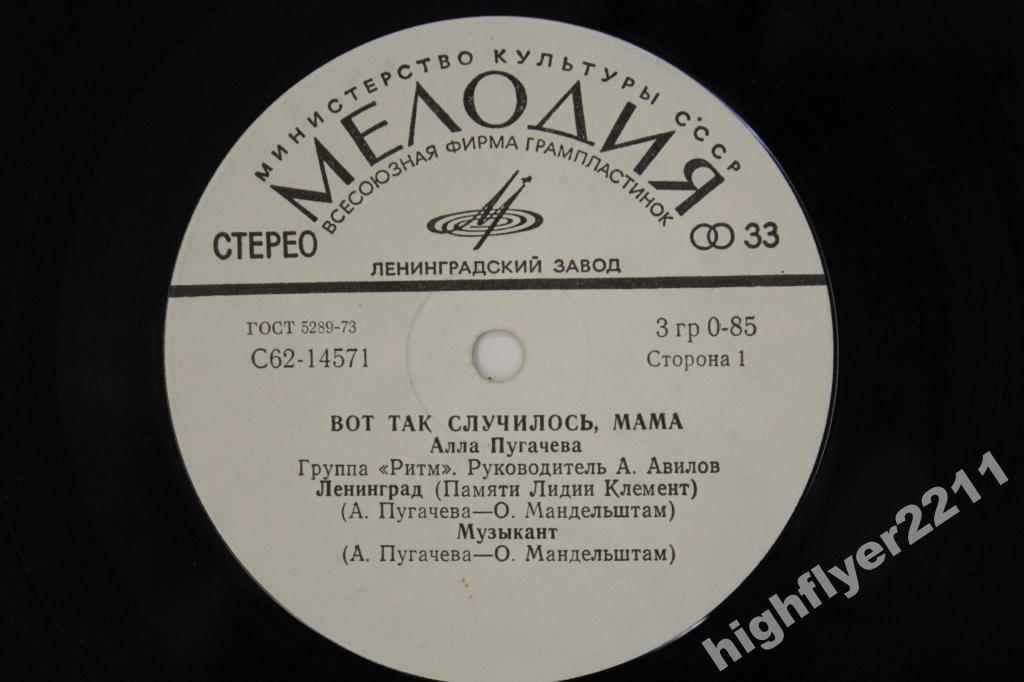 МИНИСТЕРСТВО КУЛЬТУРЫ СССР
МЕЛОДИЯ
ВСЕСОЮЗНАЯ ФИРМА ГРАМПЛАСТИНОК
СТЕРЕО
33
ЛЕНИНГРАДСКИЙ ЗАВОД
ГОСТ 5289-73
3 гр 0-85
С62-14571
Сторона 1
ВОТ ТАК СЛУЧИЛОСЬ, МАМА
Алла Пугачева
Группа «Ритм». Руководитель А. Авилов
Ленинград (Памяти Лидии Клемент)
(А. Пугачева—О. Мандельштам)
Музыкант
(А. Пугачева—О. Мандельштам)
highflyer2211